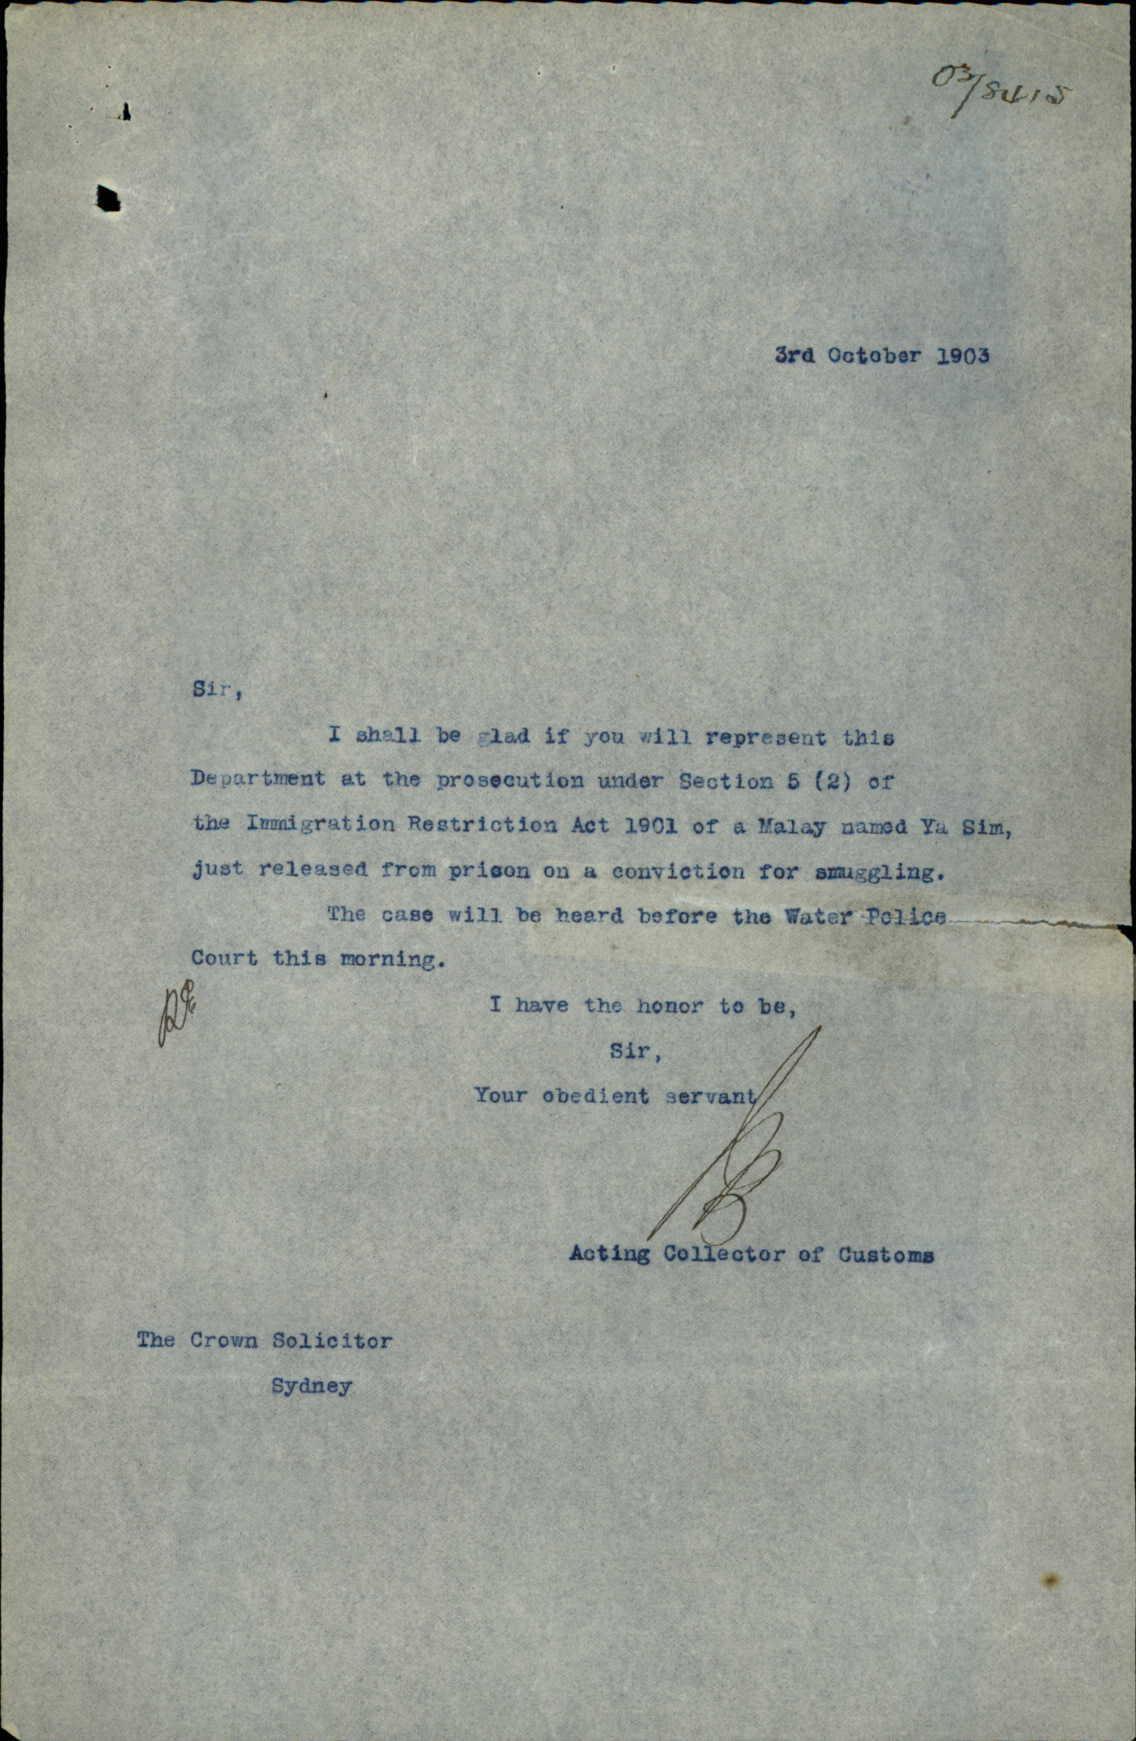 03/8415
3rd October 1903
Sir,
I shall be glad if you will represent this
Department at the prosecution under Section 5 (2) of
the Immigration Restriction Act 1901 of a Malay named Ya Sim,
just released from prison on a conviction for smuggling.
The case will be heard before the Water Police
Court this morning.
I have the honor to be,
Sir,
Your obedient servant
Acting Collector of Customs
The Crown Solicitor
Sydney